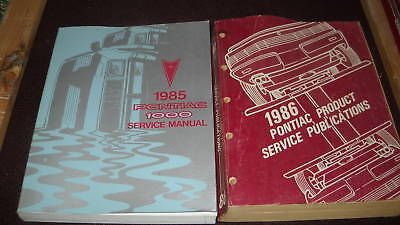 1985
PONTIAC
1000
SERVICE MANUAL
1986
PONTIAC PRODUCT
SERVICE PUBLICATIONS